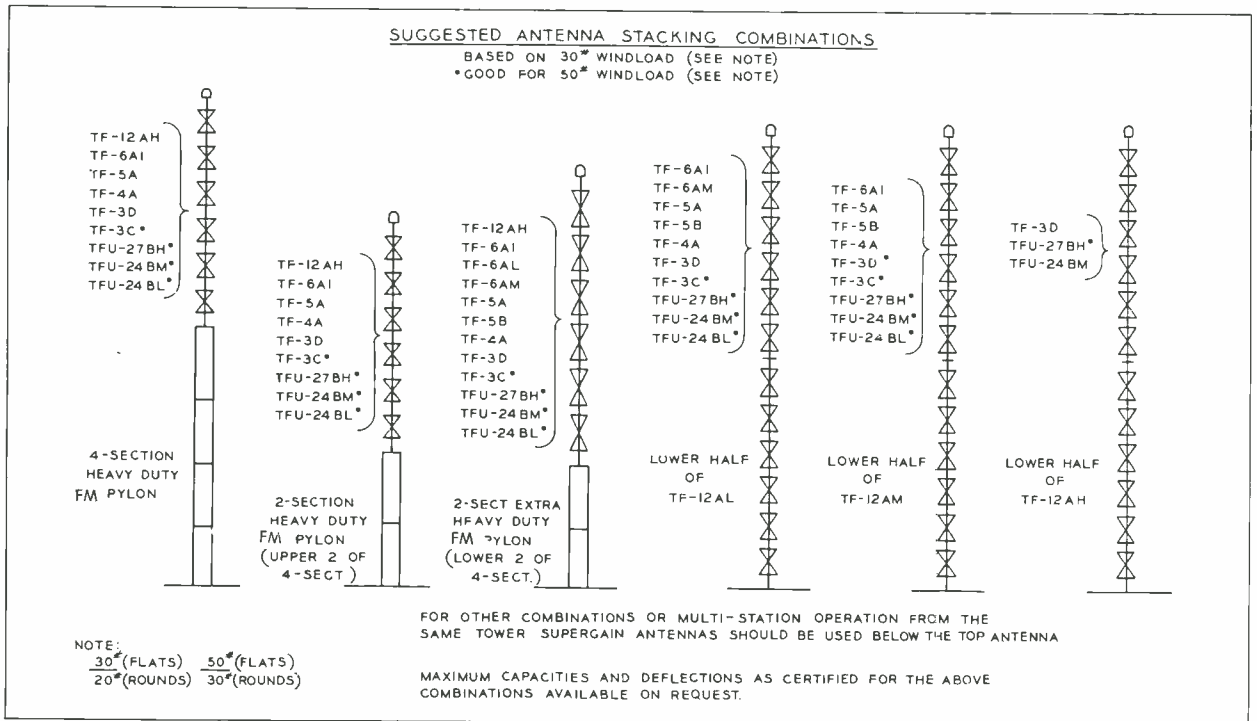 SUGGESTED ANTENNA STACKING COMBINATIONS
BASED ON 30# WINDLOAD (SEE NOTE)
•GOOD FOR 50# WINDLOAD (SEE NOTE)
TF-12AH
TF-6AI
TF-5A
TF-4A
TF-3D
TF-3C•
TFU-27BH•
TFU-24BM•
TFU-24BL•
4-SECTION
HEAVY DUTY
FM PYLON
TF-12AH
TF-6AI
TF-5A
TF-4A
TF-3D
TF-3C•
TFU-27BH•
TFU-24BM•
TFU-24BL•
2-SECTION
HEAVY DUTY
FM PYLON
(UPPER 2 OF
4-SECT)
TF-12AH
TF-6AI
TF-6AL
TF-6AM
TF-5A
TF-5B
TF-4A
TF-3D
TF-3C•
TFU-27BH•
TFU-24BM•
TFU-24BL•
2-SECT EXTRA
HEAVY DUTY
FM PYLON
(LOWER 2 OF
4-SECT.)
TF-6AI
TF-6AM
TF-5A
TF-5B
TF-4A
TF-3D
TF-3C•
TFU-27BH•
TFU-24BM•
TFU-24BL•
LOWER HALF
OF
TF-12AL
TF-6AI
TF-5A
TF-5B
TF-4A
TF-3D•
TF-3C•
TFU-27BH•
TFU-24BM•
TFU-24BL•
LOWER HALF
OF
TF-12AM
TF-3D
TFU-27BH•
TFU-24BM
LOWER HALF
OF
TF-12AH
FOR OTHER COMBINATIONS OR MULTI-STATION OPERATION FROM THE
SAME TOWER SUPERGAIN ANTENNAS SHOULD BE USED BELOW THE TOP ANTENNA
NOTE:
30#(FLATS) 50#(FLATS)
20#(ROUNDS) 30#(ROUNDS)
MAXIMUM CAPACITIES AND DEFLECTIONS AS CERTIFIED FOR THE ABOVE
COMBINATIONS AVAILABLE ON REQUEST.